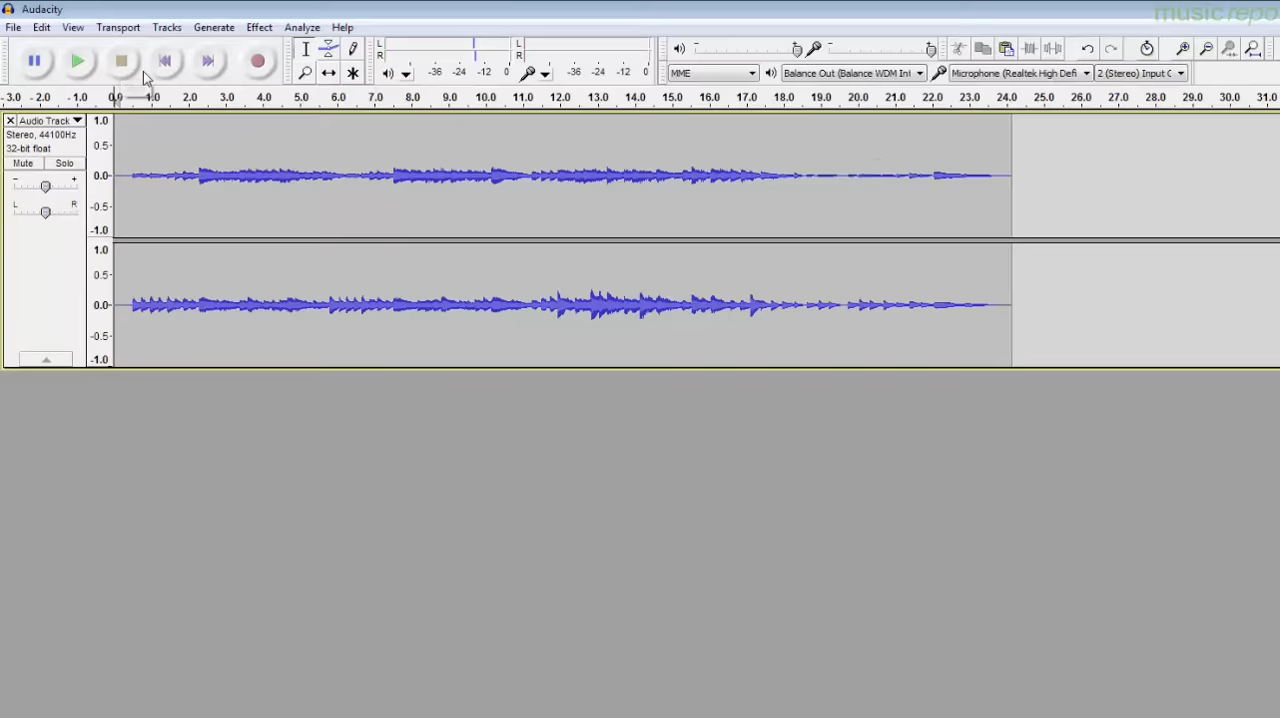 Audacity
musicrepo
File Edit View Transport Tracks Generate Effect Analyze Help
L R -36 -24 -12 0 L R -36 -24 -12 0
MME Balance Out (Balance WDM Inl Microphone (Realtek High Defi 2 (Stereo) Input C
-3.0 -2.0 -1.0 0.0 1.0 2.0 3.0 4.0 5.0 6.0 7.0 8.0 9.0 10.0 11.0 12.0 13.0 14.0 15.0 16.0 17.0 18.0 19.0 20.0 21.0 22.0 23.0 24.0 25.0 26.0 27.0 28.0 29.0 30.0 31.0
Audio Track
Stereo, 44100Hz
32-bit float
Mute Solo
- +
L R
1.0
0.5-
0.0-
-0.5-
-1.0
1.0
0.5-
0.0-
-0.5-
-1.0